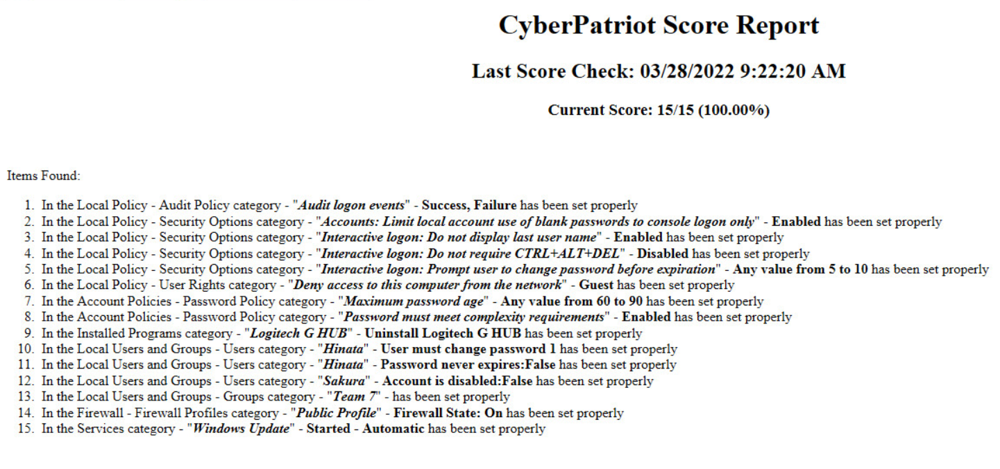 CyberPatriot Score Report
Last Score Check: 03/28/2022 9:22:20 AM
Current Score: 15/15 (100.00%)
Items Found:
1. In the Local Policy - Audit Policy category - "Audit logon events" - Success, Failure has been set properly
2. In the Local Policy - Security Options category - "Accounts: Limit local account use of blank passwords to console logon only" - Enabled has been set properly
3. In the Local Policy - Security Options category - "Interactive logon: Do not display last user name" - Enabled has been set properly
4. In the Local Policy - Security Options category - "Interactive logon: Do not require CTRL+ALT+DEL" - Disabled has been set properly
5. In the Local Policy - Security Options category - "Interactive logon: Prompt user to change password before expiration" - Any value from 5 to 10 has been set properly
6. In the Local Policy - User Rights category - "Deny access to this computer from the network" - Guest has been set properly
7. In the Account Policies - Password Policy category - "Maximum password age" - Any value from 60 to 90 has been set properly
8. In the Account Policies - Password Policy category - "Password must meet complexity requirements" - Enabled has been set properly
9. In the Installed Programs category - "Logitech G HUB" - Uninstall Logitech G HUB has been set properly
10. In the Local Users and Groups - Users category - "Hinata" - User must change password 1 has been set properly
11. In the Local Users and Groups - Users category - "Hinata" - Password never expires:False has been set properly
12. In the Local Users and Groups - Users category - "Sakura" - Account is disabled:False has been set properly
13. In the Local Users and Groups - Groups category - "Team 7" - has been set properly
14. In the Firewall - Firewall Profiles category - "Public Profile" - Firewall State: On has been set properly
15. In the Services category - "Windows Update" - Started - Automatic has been set properly